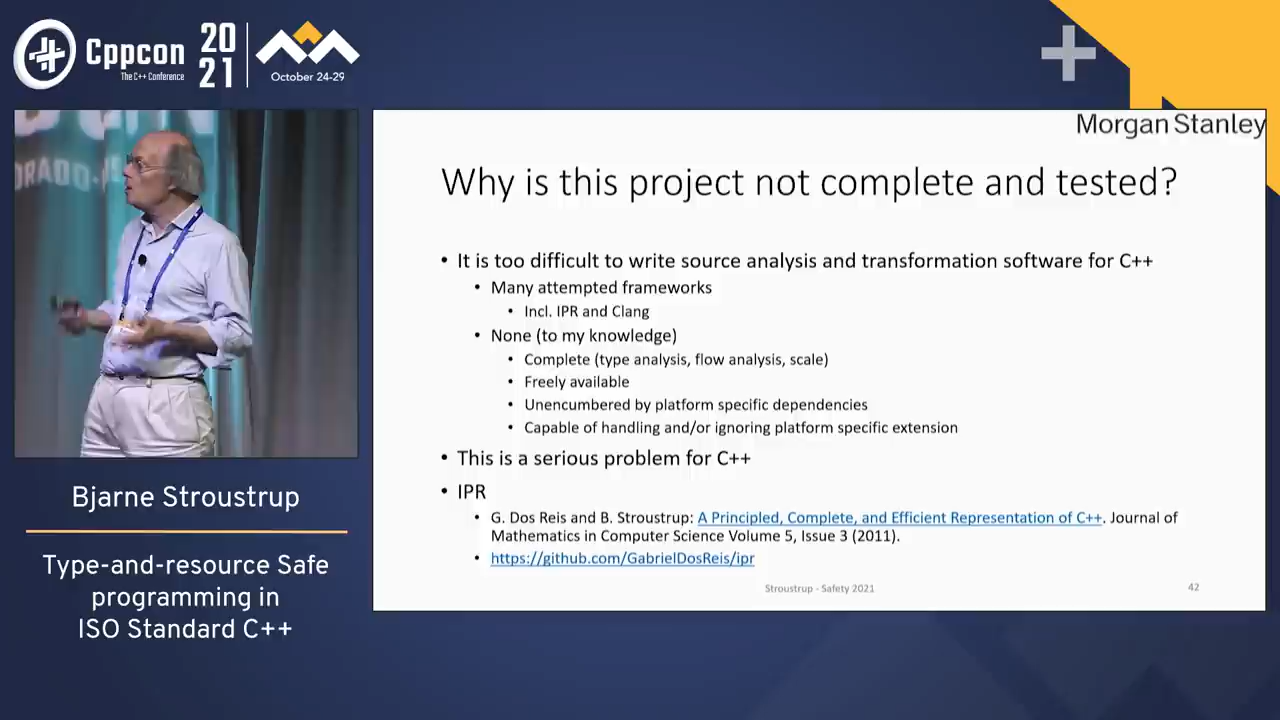 Cppcon
The C++ Conference
20
21
October 24-29
Morgan Stanley
Why is this project not complete and tested?
• It is too difficult to write source analysis and transformation software for C++
• Many attempted frameworks
• Incl. IPR and Clang
• None (to my knowledge)
• Complete (type analysis, flow analysis, scale)
• Freely available
• Unencumbered by platform specific dependencies
• Capable of handling and/or ignoring platform specific extension
• This is a serious problem for C++
• IPR
• G. Dos Reis and B. Stroustrup: A Principled, Complete, and Efficient Representation of C++. Journal of
Mathematics in Computer Science Volume 5, Issue 3 (2011).
• https://github.com/GabrielDosReis/ipr
Stroustrup - Safety 2021
42
Bjarne Stroustrup
Type-and-resource Safe
programming in
ISO Standard C++